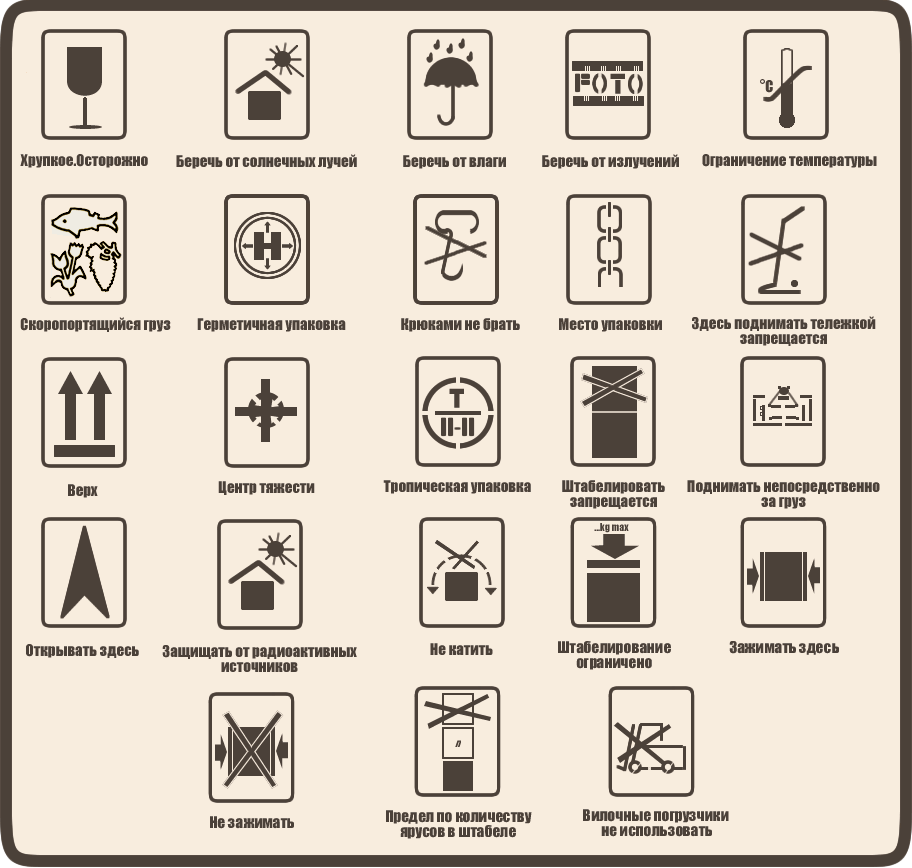 FOTO
°C
Хрупкое.Осторожно
Беречь от солнечных лучей
Беречь от влаги
Беречь от излучений
Ограничение температуры
Н
Скоропортящийся груз
Герметичная упаковка
Крюками не брать
Место упаковки
Здесь поднимать тележкой
запрещается
Т
II-II
Верх
Центр тяжести
Тропическая упаковка
Штабелировать
запрещается
Поднимать непосредственно
за груз
...kg max
Открывать здесь
Защищать от радиоактивных
источников
Не катить
Штабелирование
ограничено
Зажимать здесь
Не зажимать
Предел по количеству
ярусов в штабеле
Вилочные погрузчики
не использовать